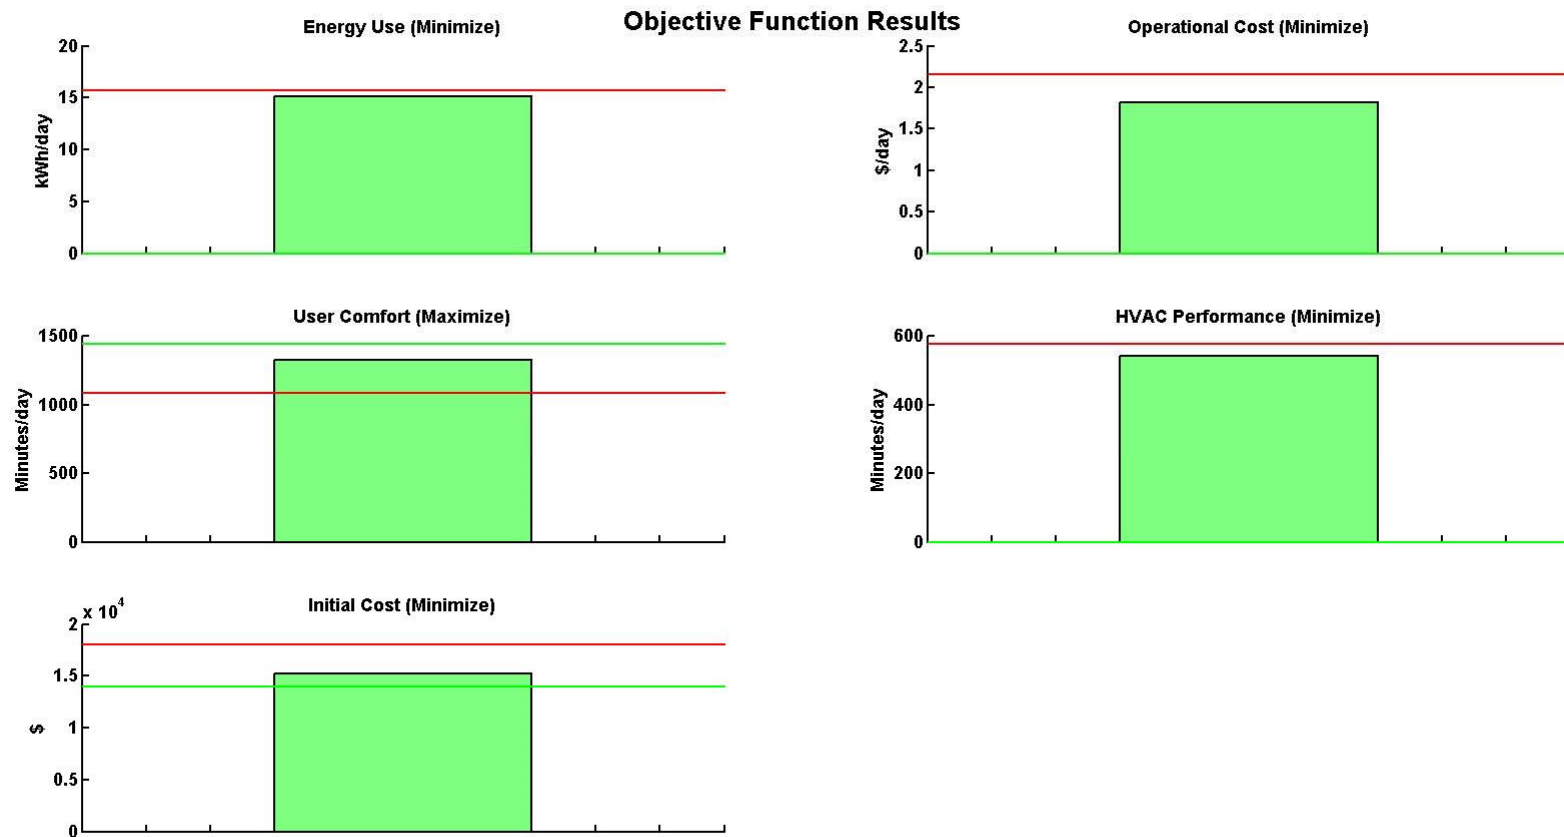 Objective Function Results
Energy Use (Minimize)
20
15
10
5
0
kWh/day
Operational Cost (Minimize)
2.5
2
1.5
1
0.5
0
$/day
User Comfort (Maximize)
1500
1000
500
0
Minutes/day
HVAC Performance (Minimize)
600
400
200
0
Minutes/day
Initial Cost (Minimize)
x 10⁴
2
1.5
1
0.5
0
$